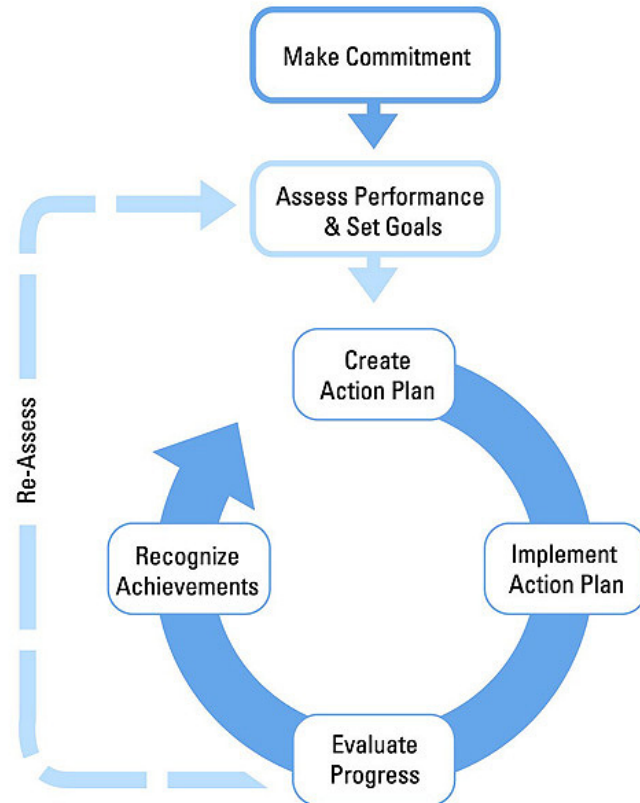 Make Commitment
Assess Performance
& Set Goals
Create
Action Plan
Re-Assess
Recognize
Achievements
Implement
Action Plan
Evaluate
Progress